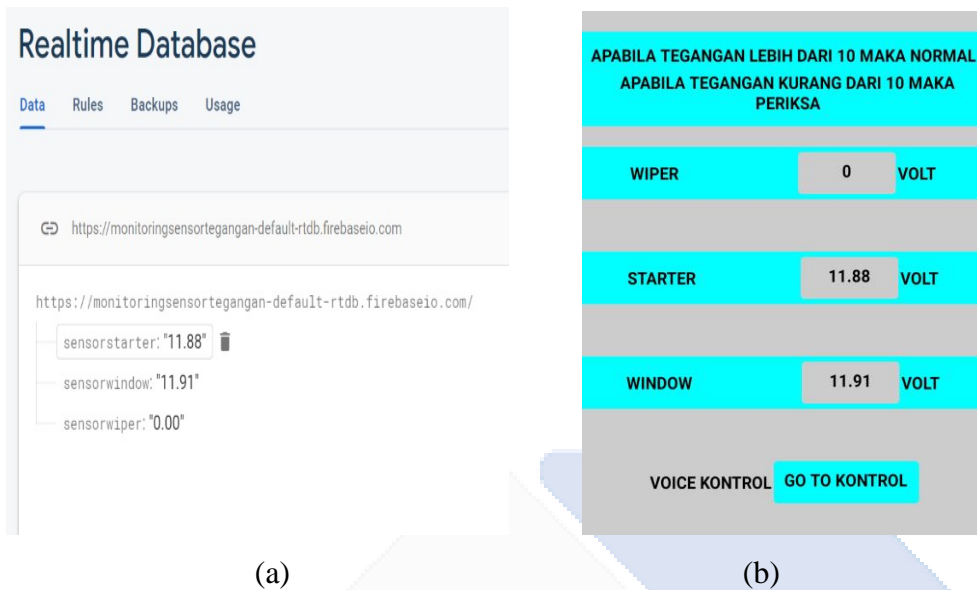 Realtime Database
Data Rules Backups Usage
https://monitoringsensortegangan-default-rtdb.firebaseio.com
https://monitoringsensortegangan-default-rtdb.firebaseio.com/
sensorstarter: "11.88"
sensorwindow: "11.91"
sensorwiper: "0.00"
(a)
APABILA TEGANGAN LEBIH DARI 10 MAKA NORMAL
APABILA TEGANGAN KURANG DARI 10 MAKA
PERIKSA
WIPER 0 VOLT
STARTER 11.88 VOLT
WINDOW 11.91 VOLT
VOICE KONTROL GO TO KONTROL
(b)